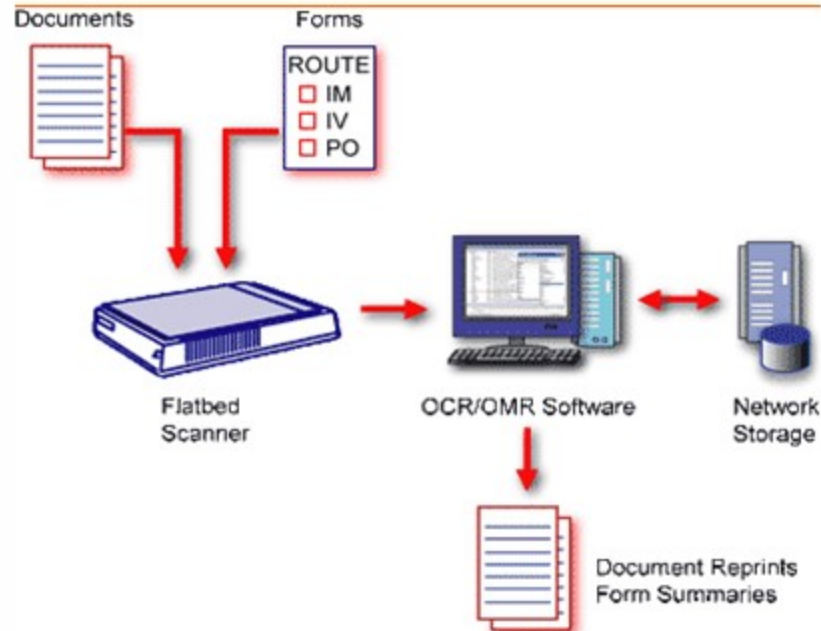 Documents
Forms
ROUTE
IM
IV
PO
Flatbed
Scanner
OCR/OMR Software
Network
Storage
Document Reprints
Form Summaries